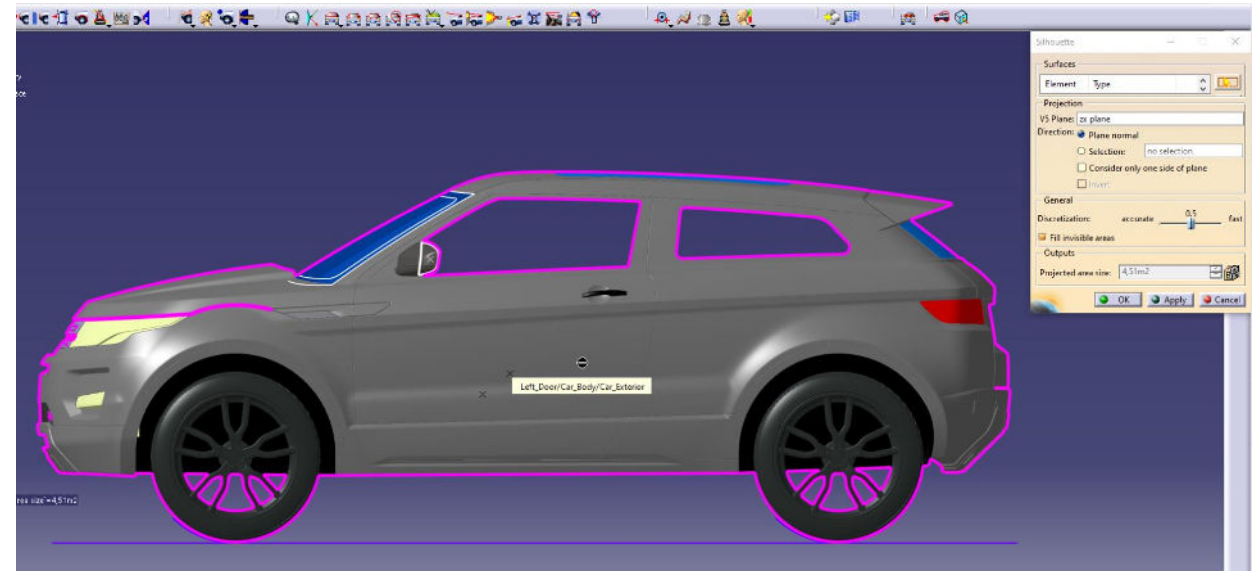 Silhouette
Surfaces
Element Type
Projection
V5 Plane: zx plane
Direction: Plane normal
Selection: no selection
Consider only one side of plane
Invert
General
Discretization: accurate 0,5 fast
Fill invisible areas
Outputs
Projected area size: 4,51m2
OK Apply Cancel
Left_Door/Car_Body/Car_Exterior
size=4,51m2